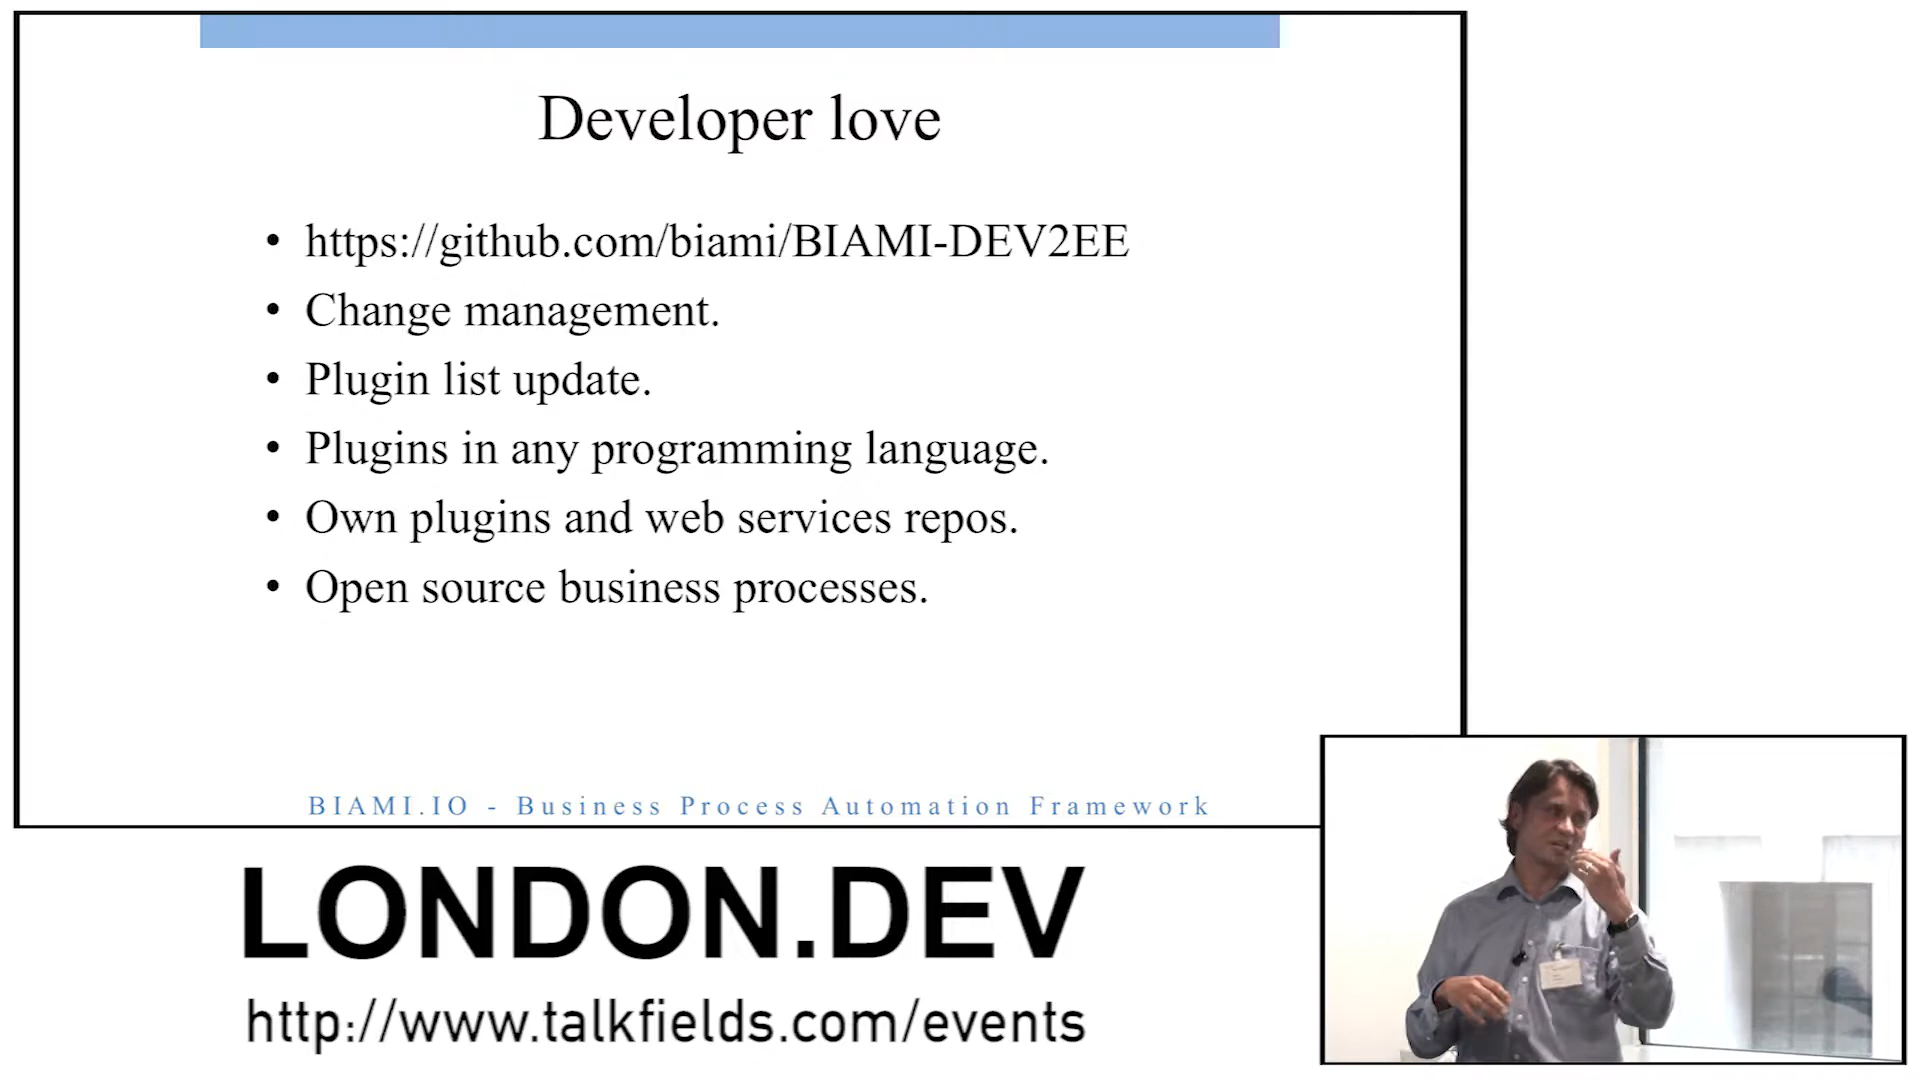 Developer love
• https://github.com/biami/BIAMI-DEV2EE
• Change management.
• Plugin list update.
• Plugins in any programming language.
• Own plugins and web services repos.
• Open source business processes.
BIAMI.IO - Business Process Automation Framework
LONDON.DEV
http://www.talkfields.com/events